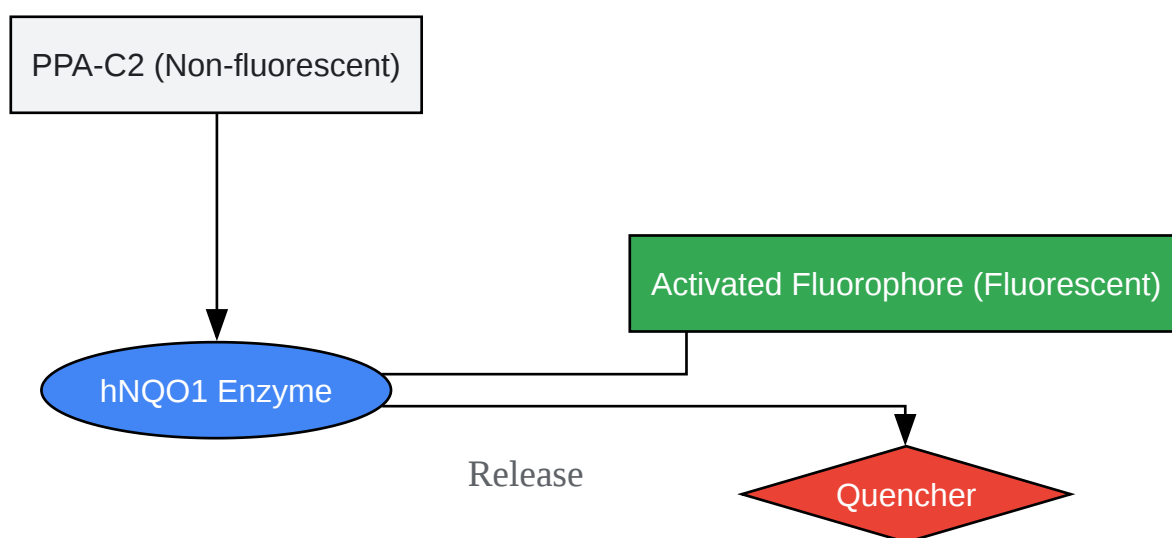 PPA-C2 (Non-fluorescent)
Activated Fluorophore (Fluorescent)
hNQO1 Enzyme
Release
Quencher